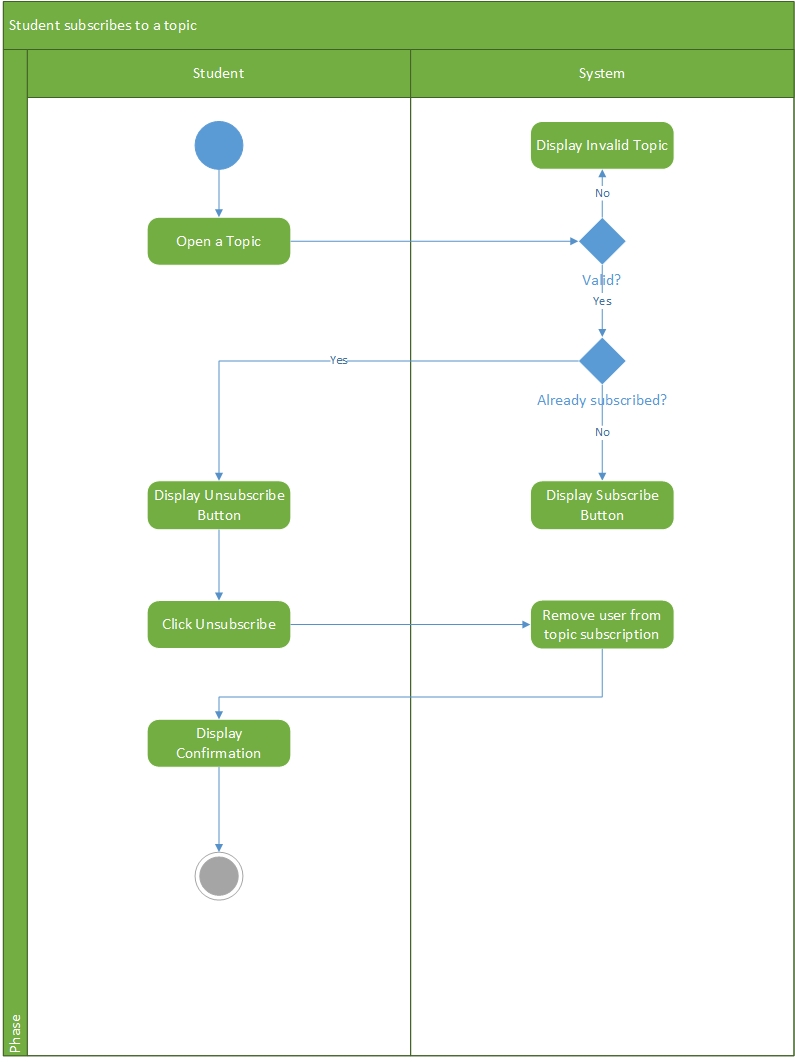 Student subscribes to a topic
Student
System
Display Invalid Topic
No
Open a Topic
Valid?
Yes
Yes
Already subscribed?
No
Display Unsubscribe
Button
Display Subscribe
Button
Click Unsubscribe
Remove user from
topic subscription
Display
Confirmation
Phase